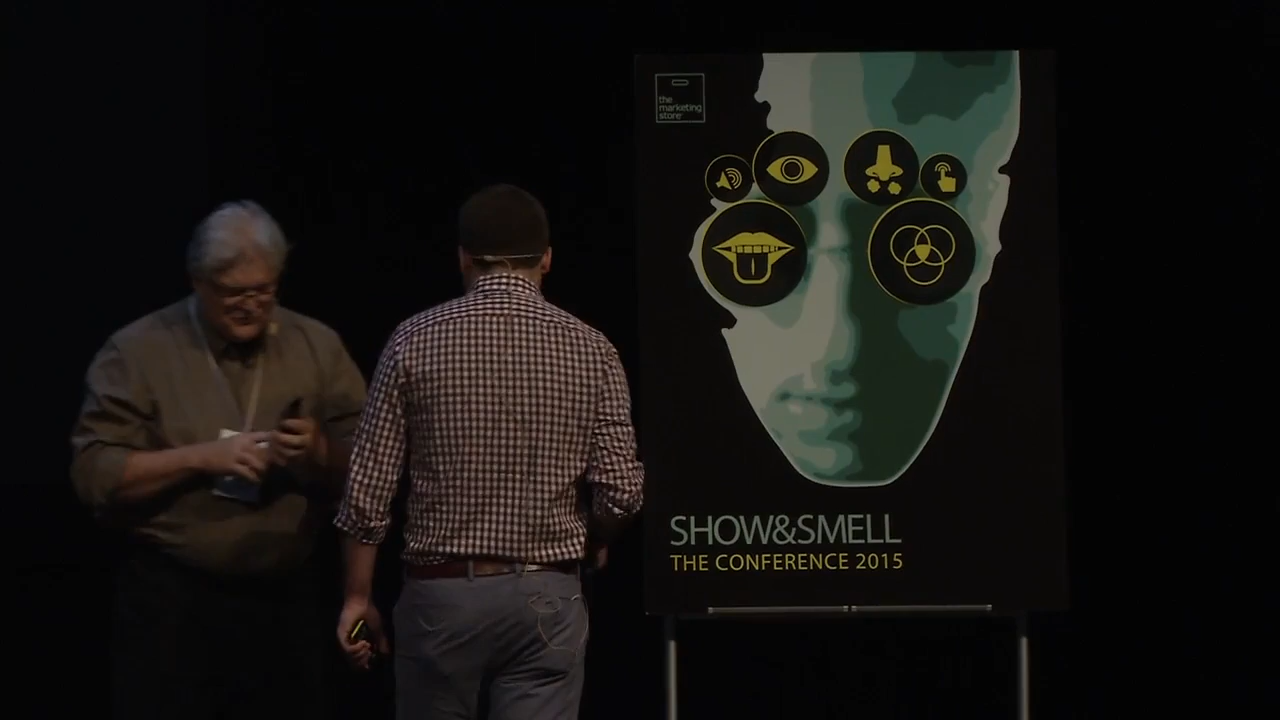 the
marketing
store
SHOW&SMELL
THE CONFERENCE 2015